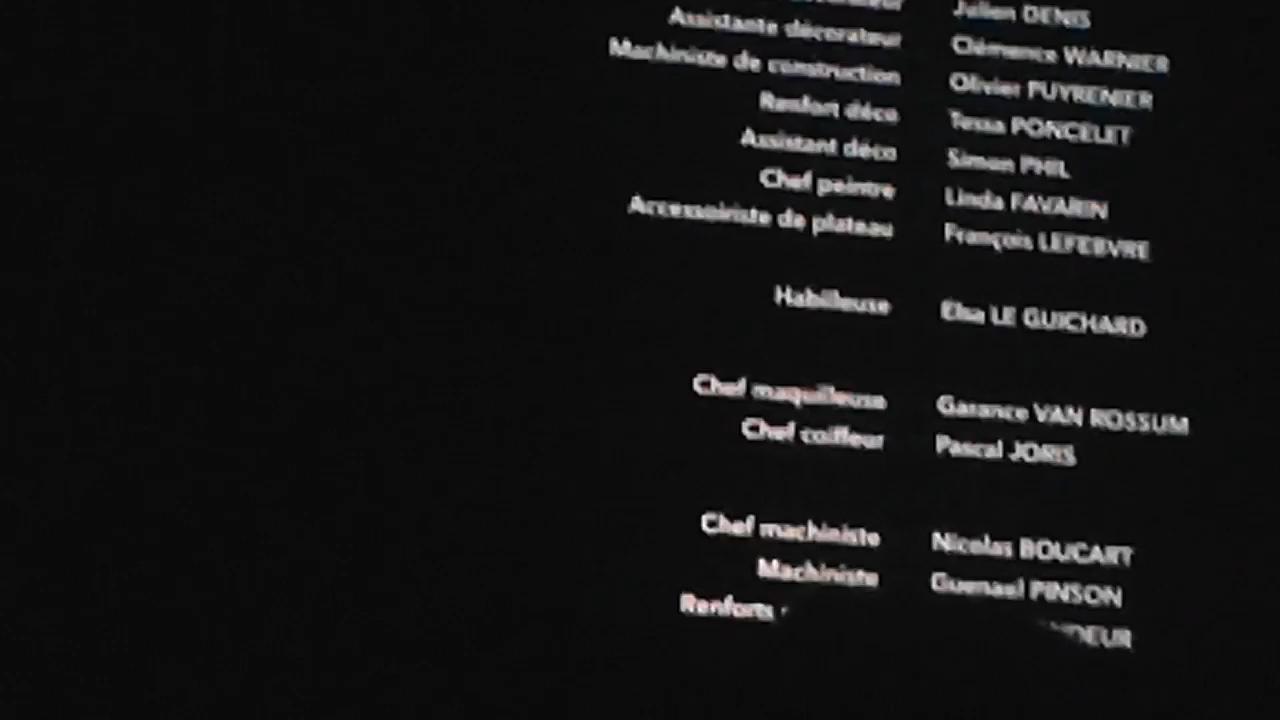 Julien DENIS
Assistante décorateur Clémence WARNIER
Machiniste de construction Olivier PUYRENIER
Renfort déco Tessa PONCELET
Assistant déco Simon PHIL
Chef peintre Linda FAVARIN
Accessoiriste de plateau François LEFEBVRE
Habilleuse Elsa LE GUICHARD
Chef maquilleuse Garance VAN ROSSUM
Chef coiffeur Pascal JORIS
Chef machiniste Nicolas BOUCART
Machiniste Guenael PINSON
Renforts